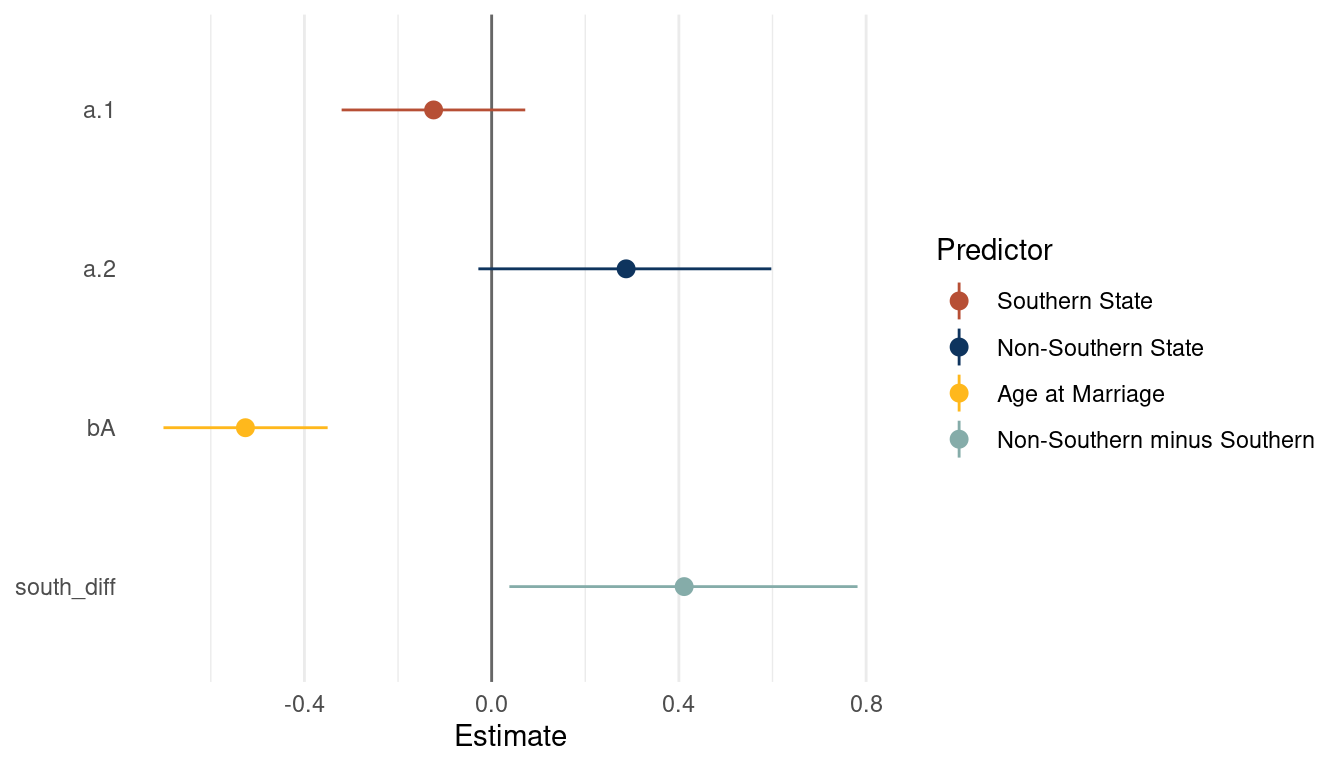 a.1
a.2
bA
south_diff
-0.4 0.0 0.4 0.8
Estimate
Predictor
Southern State
Non-Southern State
Age at Marriage
Non-Southern minus Southern